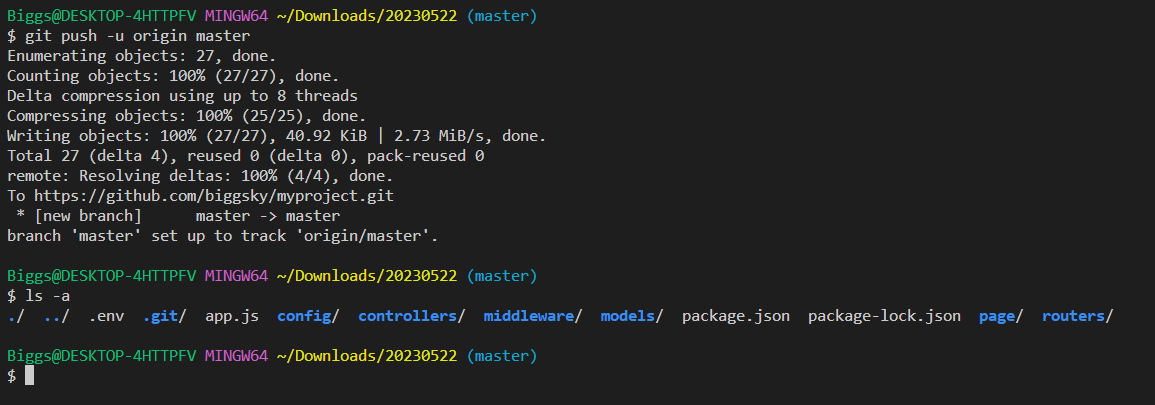 Biggs@DESKTOP-4HTTPFV MINGW64 ~/Downloads/20230522 (master)
$ git push -u origin master
Enumerating objects: 27, done.
Counting objects: 100% (27/27), done.
Delta compression using up to 8 threads
Compressing objects: 100% (25/25), done.
Writing objects: 100% (27/27), 40.92 KiB | 2.73 MiB/s, done.
Total 27 (delta 4), reused 0 (delta 0), pack-reused 0
remote: Resolving deltas: 100% (4/4), done.
To https://github.com/biggsky/myproject.git
 * [new branch]      master -> master
branch 'master' set up to track 'origin/master'.
Biggs@DESKTOP-4HTTPFV MINGW64 ~/Downloads/20230522 (master)
$ ls -a
./  ../  .env  .git/  app.js  config/  controllers/  middleware/  models/  package.json  package-lock.json  page/  routers/
Biggs@DESKTOP-4HTTPFV MINGW64 ~/Downloads/20230522 (master)
$